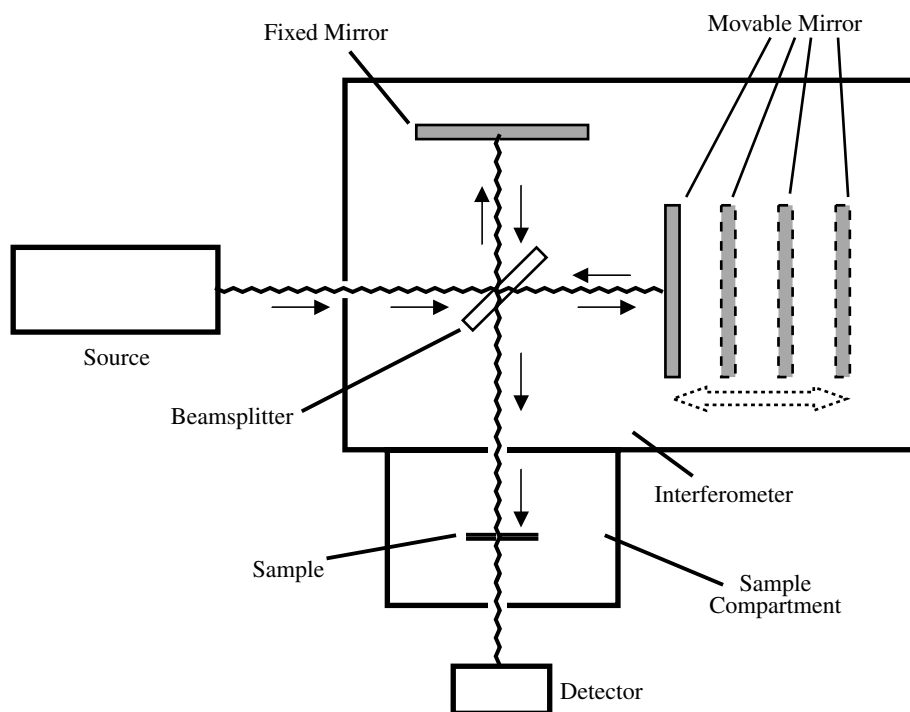 Fixed Mirror
Movable Mirror
Source
Beamsplitter
Interferometer
Sample
Sample
Compartment
Detector